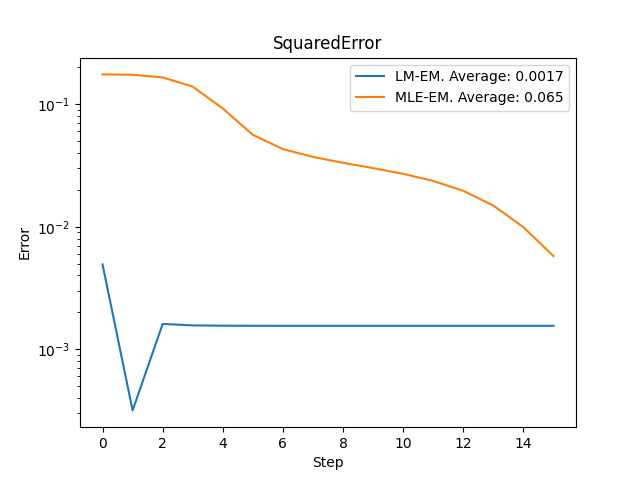 SquaredError
LM-EM. Average: 0.0017
MLE-EM. Average: 0.065
10⁻¹
10⁻²
10⁻³
Error
0 2 4 6 8 10 12 14
Step